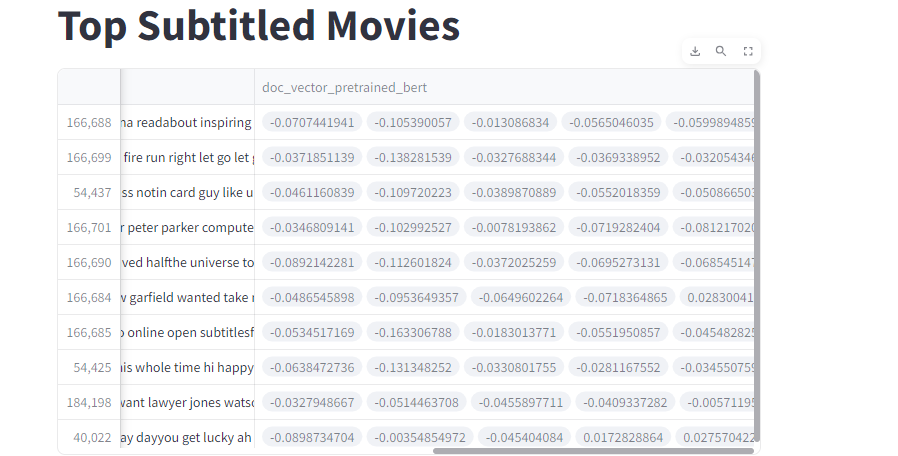 Top Subtitled Movies
doc_vector_pretrained_bert
166,688 na readabout inspiring -0.0707441941 -0.105390057 -0.013086834 -0.0565046035 -0.0599894859
166,699 fire run right let go let -0.0371851139 -0.138281539 -0.0327688344 -0.0369338952 -0.032054346
54,437 ss notin card guy like u -0.0461160839 -0.109720223 -0.0389870889 -0.0552018359 -0.050866503
166,701 r peter parker compute -0.0346809141 -0.102992527 -0.0078193862 -0.0719282404 -0.081217020
166,690 ved halfthe universe to -0.0892142281 -0.112601824 -0.0372025259 -0.0695273131 -0.068545147
166,684 w garfield wanted take -0.0486545898 -0.0953649357 -0.0649602264 -0.0718364865 0.02830041
166,685 o online open subtitlesf -0.0534517169 -0.163306788 -0.0183013771 -0.0551950857 -0.045482825
54,425 his whole time hi happy -0.0638472736 -0.131348252 -0.0330801755 -0.0281167552 -0.034550759
184,198 want lawyer jones wats -0.0327948667 -0.0514463708 -0.0455897711 -0.0409337282 -0.00571195
40,022 ay dayyou get lucky ah -0.0898734704 -0.00354854972 -0.045404084 0.0172828864 0.027570422